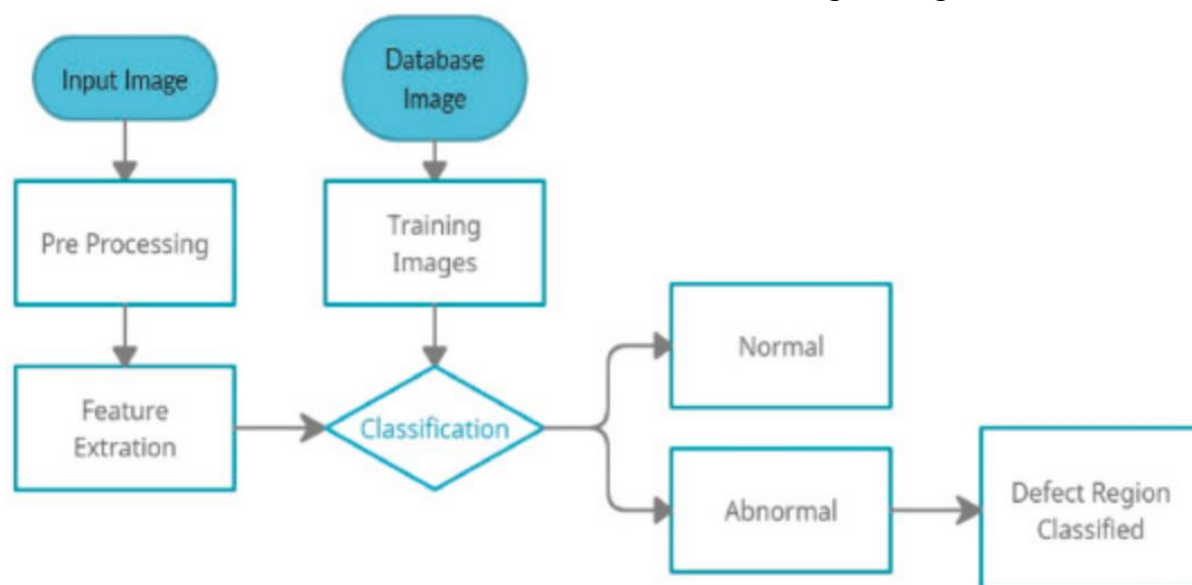 Input Image
Database
Image
Pre Processing
Training
Images
Feature
Extration
Classification
Normal
Abnormal
Defect Region
Classified